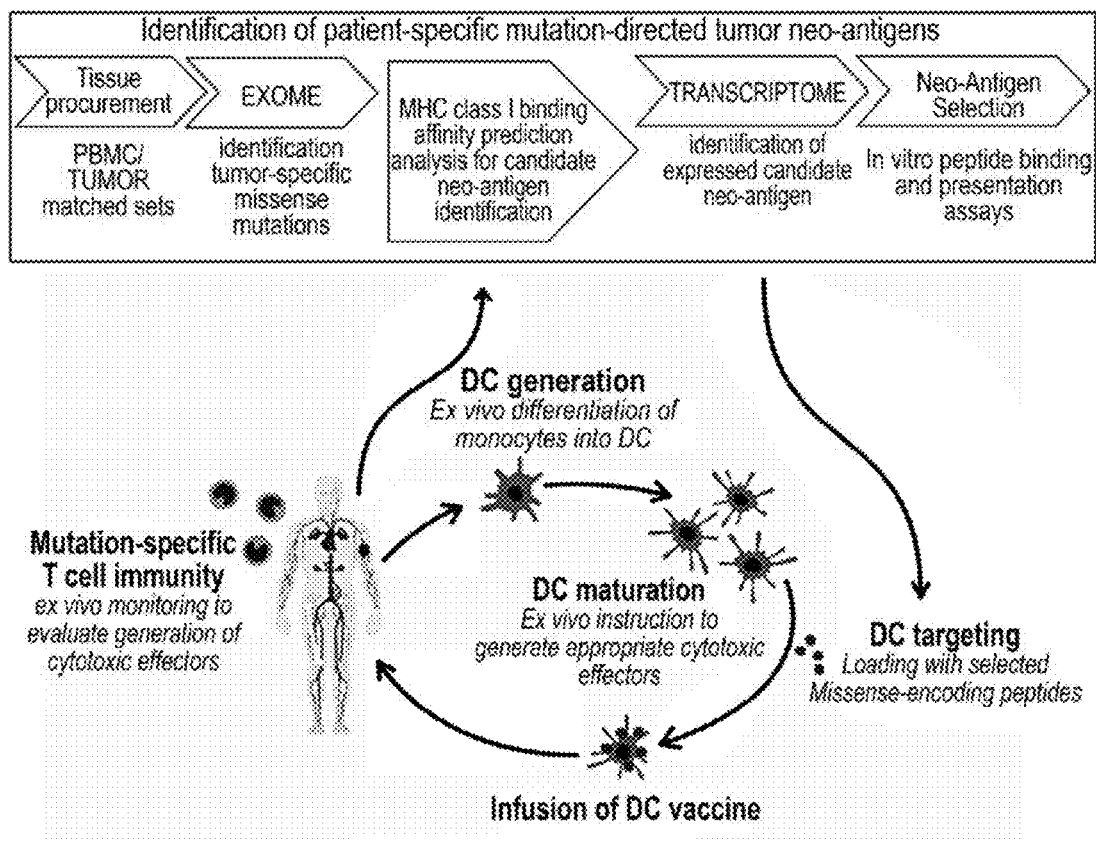 Identification of patient-specific mutation-directed tumor neo-antigens
Tissue
procurement
PBMC/
TUMOR
matched sets
EXOME
identification
tumor-specific
missense
mutations
MHC class I binding
affinity prediction
analysis for candidate
neo-antigen
identification
TRANSCRIPTOME
identification of
expressed candidate
neo-antigen
Neo-Antigen
Selection
In vitro peptide binding
and presentation
assays
DC generation
Ex vivo differentiation of
monocytes into DC
Mutation-specific
T cell immunity
ex vivo monitoring to
evaluate generation of
cytotoxic effectors
DC maturation
Ex vivo instruction to
generate appropriate cytotoxic
effectors
DC targeting
Loading with selected
Missense-encoding peptides
Infusion of DC vaccine